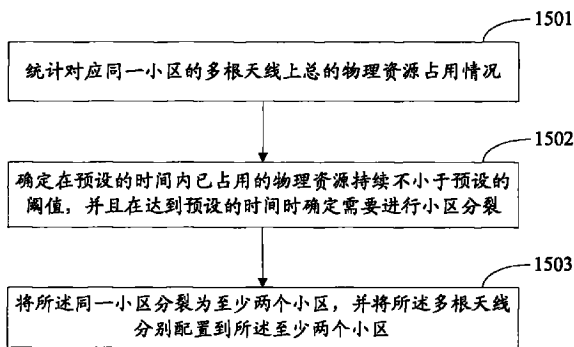 1501
统计对应同一小区的多根天线上总的物理资源占用情况
1502
确定在预设的时间内已占用的物理资源持续不小于预设的
阈值，并且在达到预设的时间时确定需要进行小区分裂
1503
将所述同一小区分裂为至少两个小区，并将所述多根天线
分别配置到所述至少两个小区